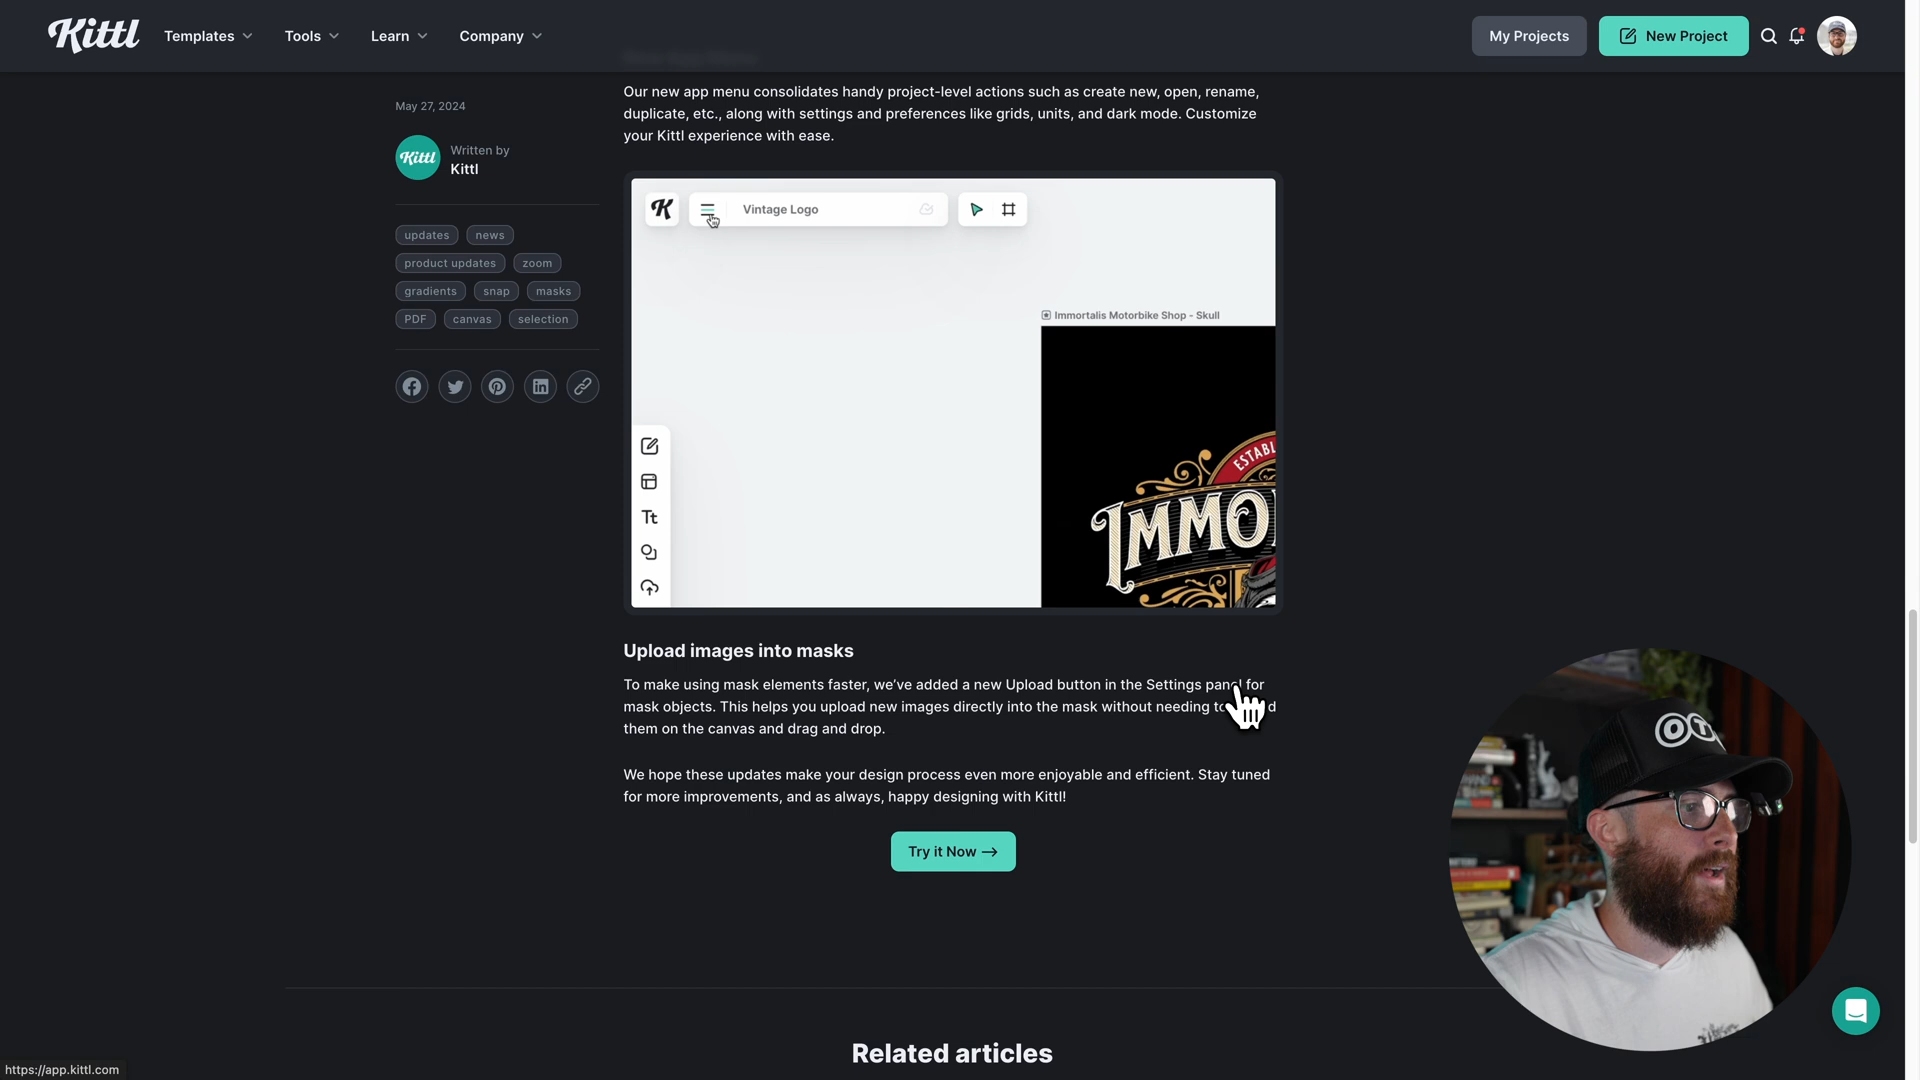 Kittl
Templates
Tools
Learn
Company
My Projects
New Project
May 27, 2024
Kittl
Written by
Kittl
updates
news
product updates
zoom
gradients
snap
masks
PDF
canvas
selection
Our new app menu consolidates handy project-level actions such as create new, open, rename,
duplicate, etc., along with settings and preferences like grids, units, and dark mode. Customize
your Kittl experience with ease.
K
Vintage Logo
Immortalis Motorbike Shop - Skull
Tt
ESTABL
IMMO
Upload images into masks
To make using mask elements faster, we've added a new Upload button in the Settings panel for
mask objects. This helps you upload new images directly into the mask without needing to
them on the canvas and drag and drop.
We hope these updates make your design process even more enjoyable and efficient. Stay tuned
for more improvements, and as always, happy designing with Kittl!
Try it Now →
Related articles
https://app.kittl.com